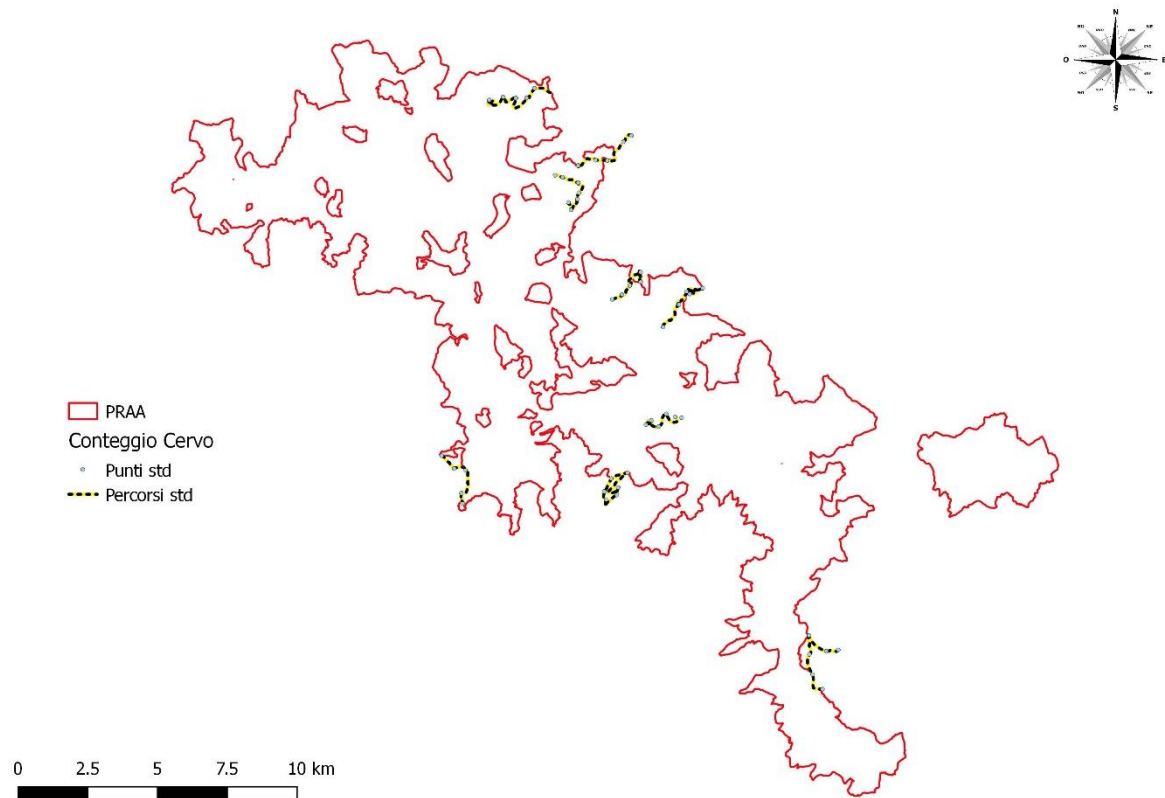 N
O
E
S
PRAA
Conteggio Cervo
Punti std
Percorsi std
0 2.5 5 7.5 10 km